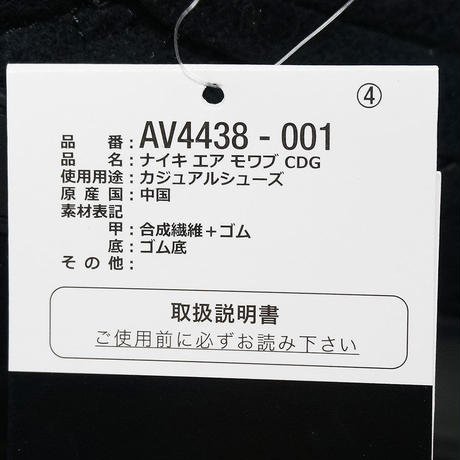 ④
品番：AV4438 - 001
品名：ナイキ エア モワブ CDG
使用用途：カジュアルシューズ
原産国：中国
素材表記
甲：合成繊維＋ゴム
底：ゴム底
その他：
取扱説明書
ご使用前に必ずお読み下さい